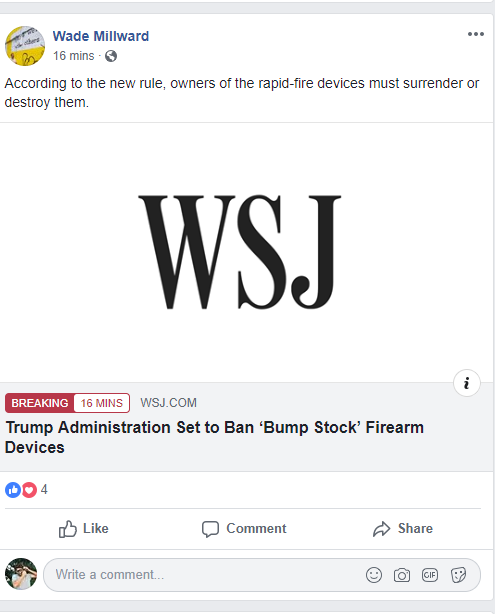 Wade Millward
16 mins ·
According to the new rule, owners of the rapid-fire devices must surrender or
destroy them.
WSJ
i
BREAKING 16 MINS WSJ.COM
Trump Administration Set to Ban ‘Bump Stock’ Firearm
Devices
4
Like Comment Share
Write a comment... GIF